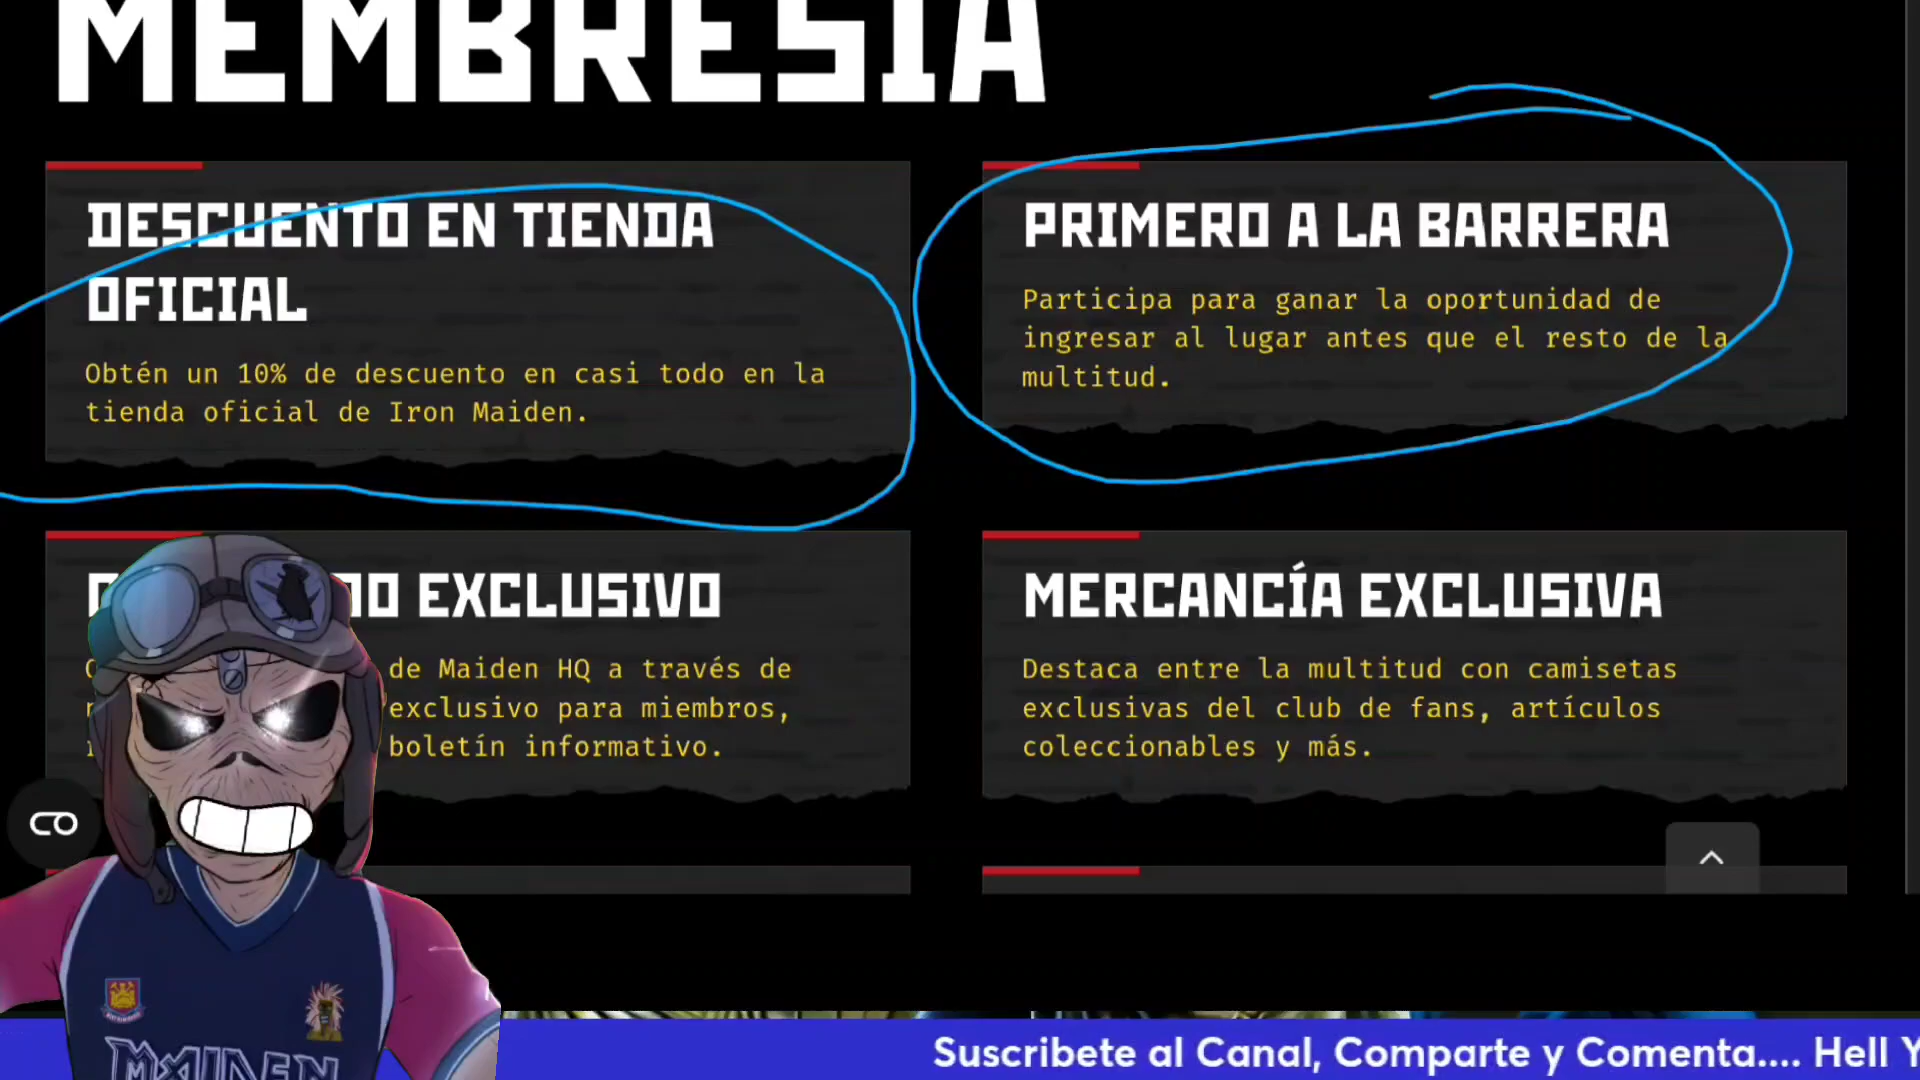 MEMBRESÍA
DESCUENTO EN TIENDA
OFICIAL
Obtén un 10% de descuento en casi todo en la
tienda oficial de Iron Maiden.
PRIMERO A LA BARRERA
Participa para ganar la oportunidad de
ingresar al lugar antes que el resto de la
multitud.
EXCLUSIVO
de Maiden HQ a través de
exclusivo para miembros,
boletín informativo.
MERCANCÍA EXCLUSIVA
Destaca entre la multitud con camisetas
exclusivas del club de fans, artículos
coleccionables y más.
MAIDEN
Suscribete al Canal, Comparte y Comenta.... Hell Y